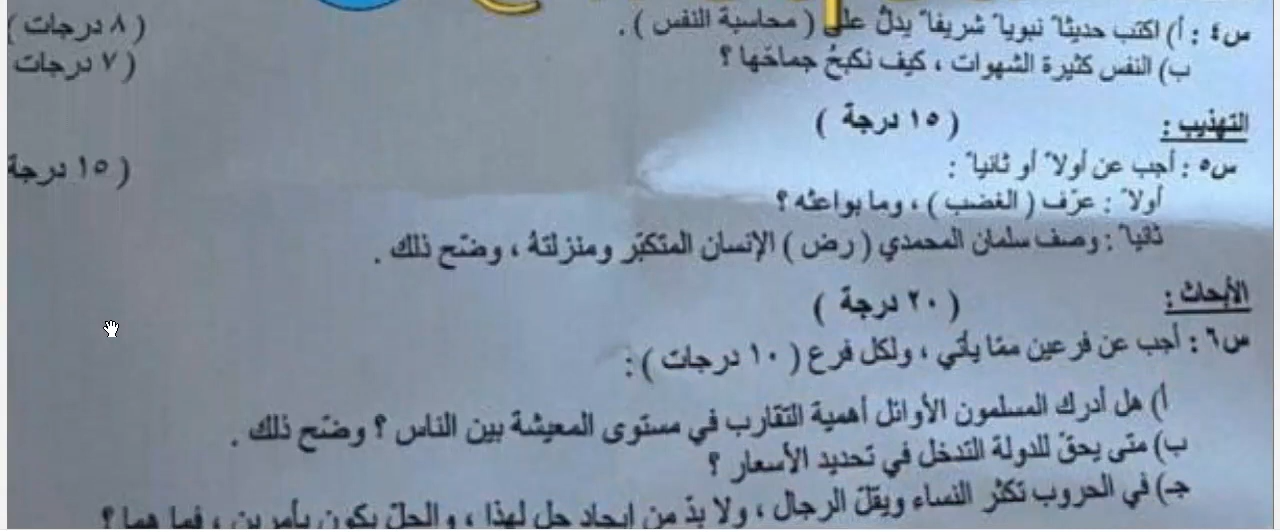 س٤ : أ) اكتب حديثاً نبوياً شريفاً يدلّ على ( محاسبة النفس ) . ( ٨ درجات )
ب) النفس كثيرة الشهوات ، كيف نكبحُ جماحَها ؟ ( ٧ درجات
التهذيب : ( ١٥ درجة )
س٥ : أجب عن أولاً أو ثانياً : ( ١٥ درجة
أولاً : عرّف ( الغضب ) ، وما بواعثه ؟
ثانياً : وصف سلمان المحمدي ( رض ) الإنسان المتكبّر ومنزلتهُ ، وضّح ذلك .
الأبحاث : ( ٢٠ درجة )
س٦ : أجب عن فرعين ممّا يأتي ، ولكل فرع ( ١٠ درجات ) :
أ) هل أدرك المسلمون الأوائل أهمية التقارب في مستوى المعيشة بين الناس ؟ وضّح ذلك .
ب) متى يحقّ للدولة التدخل في تحديد الأسعار ؟
جـ) في الحروب تكثر النساء ويقلّ الرجال ، ولا بدّ من إيجاد حل لهذا ، والحلّ يكون بأمرين ، فما هما ؟